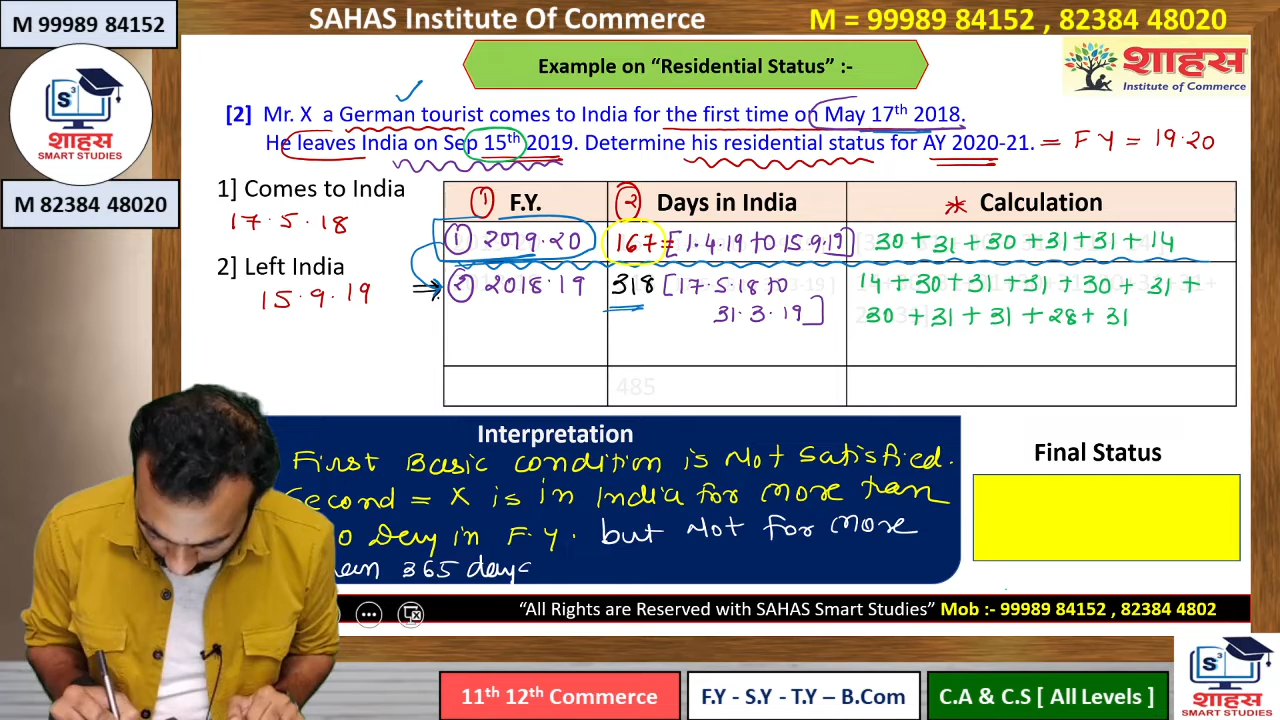 M 99989 84152
SAHAS Institute Of Commerce
M = 99989 84152 , 82384 48020
S³
शाहस
SMART STUDIES
M 82384 48020
Example on “Residential Status” :-
शाहस
Institute of Commerce
[2] Mr. X a German tourist comes to India for the first time on May 17th 2018.
He leaves India on Sep 15th 2019. Determine his residential status for AY 2020-21. = F Y = 19·20
1] Comes to India
17·5·18
2] Left India
15·9·19
① F.Y. ② Days in India * Calculation
① 2019·20 167 = [1·4·19 to 15·9·19] 30 + 31 + 30 + 31 + 31 + 14
⇒ ② 2018·19 318 [17·5·18 to 14 + 30 + 31 + 31 + 30 + 31 +
31·3·19] 30 + 31 + 31 + 28 + 31
485
Interpretation
First Basic condition is Not Satisfied.
Second = X is in India for more than
0 Day in F.Y. but Not for More
365 days
Final Status
“All Rights are Reserved with SAHAS Smart Studies” Mob :- 99989 84152 , 82384 4802
11th 12th Commerce
F.Y - S.Y - T.Y – B.Com
C.A & C.S [ All Levels ]
S³
शाहस
SMART STUDIES